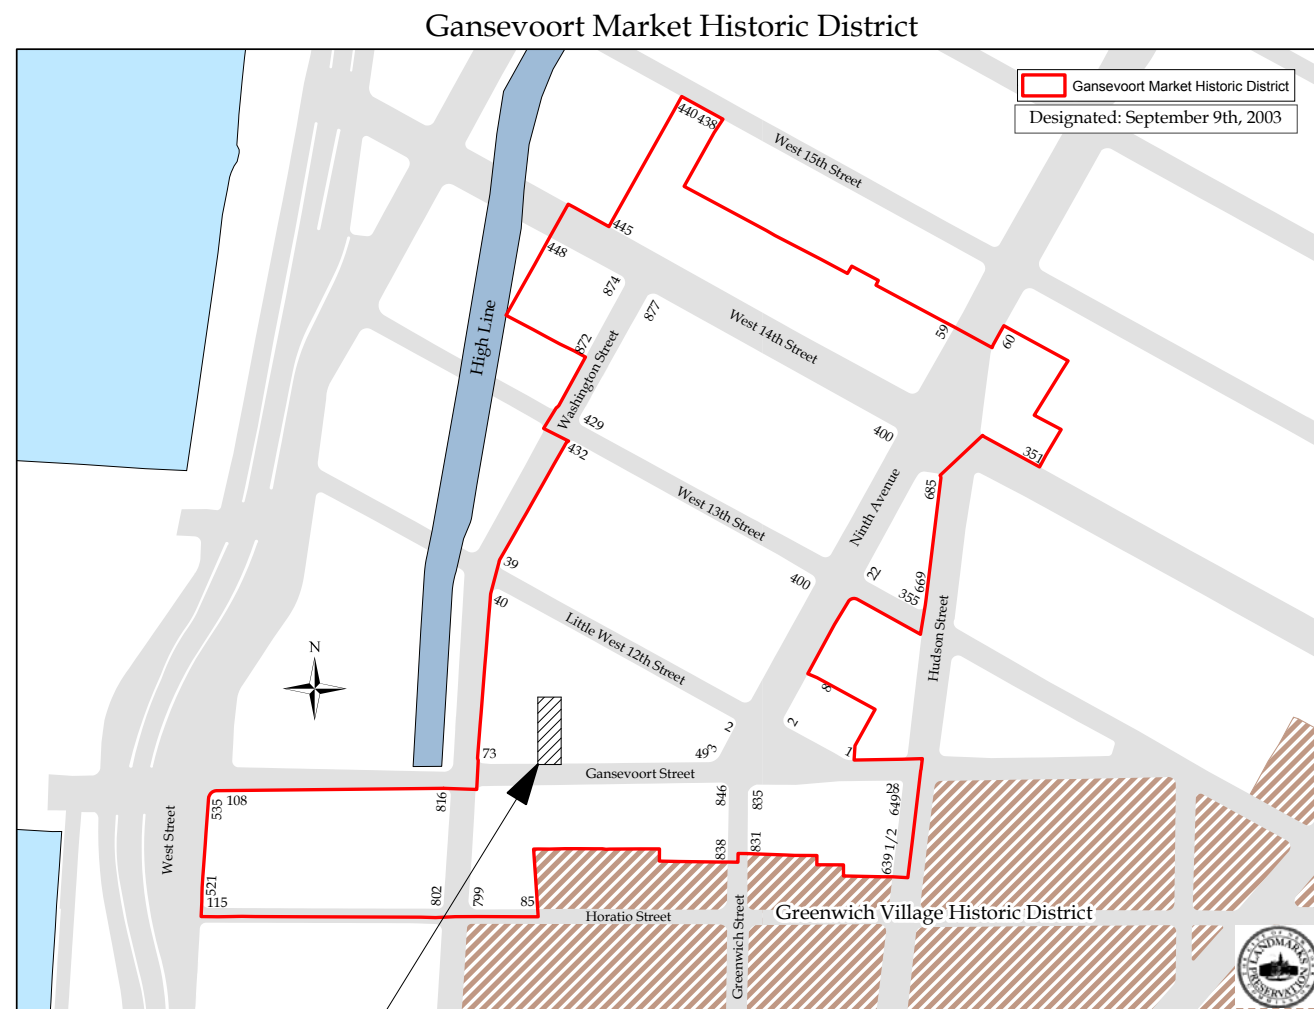 Gansevoort Market Historic District
Gansevoort Market Historic District
Designated: September 9th, 2003
440
438
West 15th Street
445
448
874
877
High Line
West 14th Street
59
60
872
Washington Street
429
432
400
351
685
West 13th Street
Ninth Avenue
39
40
400
22
355
669
Little West 12th Street
Hudson Street
N
8
2
2
3
49
1
73
Gansevoort Street
535
108
816
846
835
28
649
West Street
838
831
639 1/2
521
115
802
799
85
Horatio Street
Greenwich Street
Greenwich Village Historic District
LANDMARKS
PRESERVATION